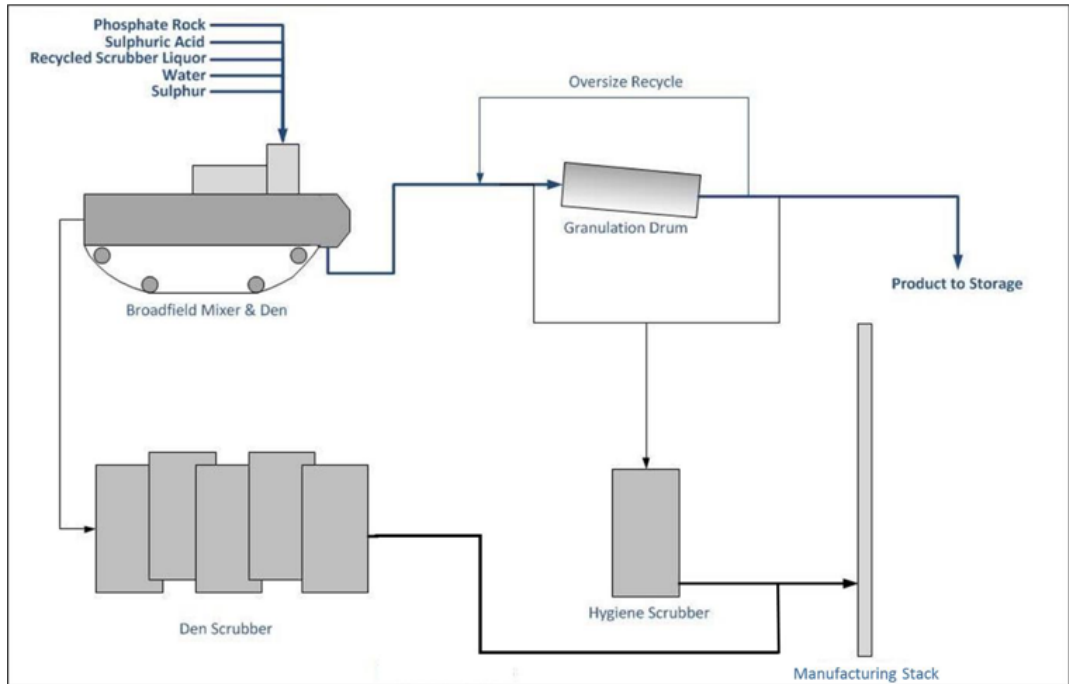 Phosphate Rock
Sulphuric Acid
Recycled Scrubber Liquor
Water
Sulphur
Oversize Recycle
Granulation Drum
Product to Storage
Broadfield Mixer & Den
Den Scrubber
Hygiene Scrubber
Manufacturing Stack